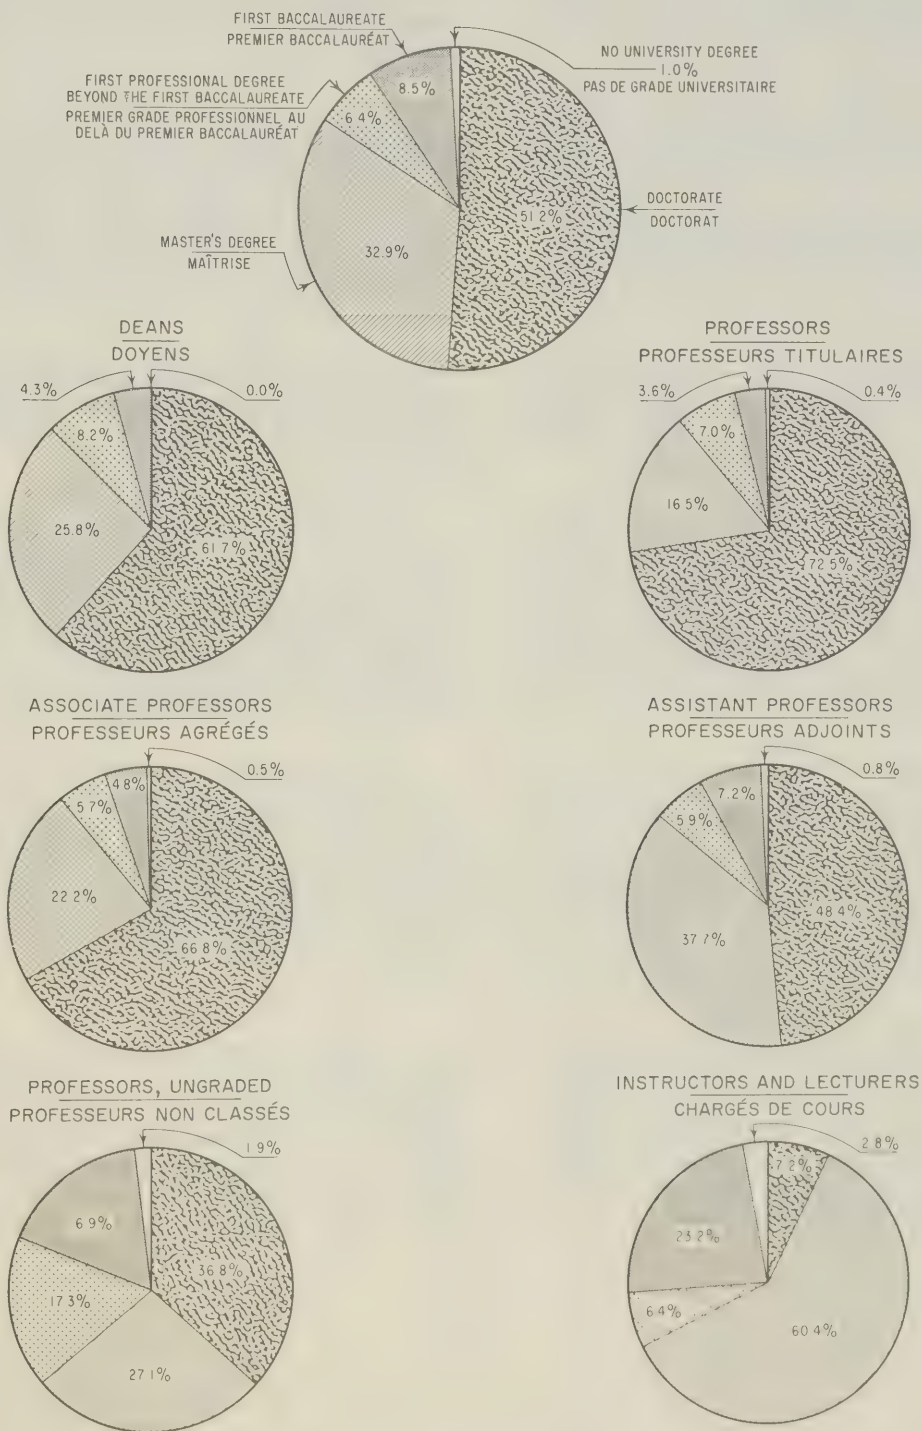 FIRST BACCALAUREATE
PREMIER BACCALAURÉAT
NO UNIVERSITY DEGREE
1.0%
PAS DE GRADE UNIVERSITAIRE
FIRST PROFESSIONAL DEGREE
BEYOND THE FIRST BACCALAUREATE
PREMIER GRADE PROFESSIONNEL AU
DELÀ DU PREMIER BACCALAURÉAT
8.5%
6.4%
DOCTORATE
DOCTORAT
51.2%
MASTER'S DEGREE
MAÎTRISE
32.9%
DEANS
DOYENS
4.3%
0.0%
8.2%
25.8%
61.7%
PROFESSORS
PROFESSEURS TITULAIRES
3.6%
0.4%
7.0%
16.5%
72.5%
ASSOCIATE PROFESSORS
PROFESSEURS AGRÉGÉS
0.5%
4.8%
5.7%
22.2%
66.8%
ASSISTANT PROFESSORS
PROFESSEURS ADJOINTS
0.8%
7.2%
5.9%
48.4%
37.7%
PROFESSORS, UNGRADED
PROFESSEURS NON CLASSÉS
1.9%
6.9%
36.8%
17.3%
27.1%
INSTRUCTORS AND LECTURERS
CHARGÉS DE COURS
2.8%
7.2%
23.2%
6.4%
60.4%